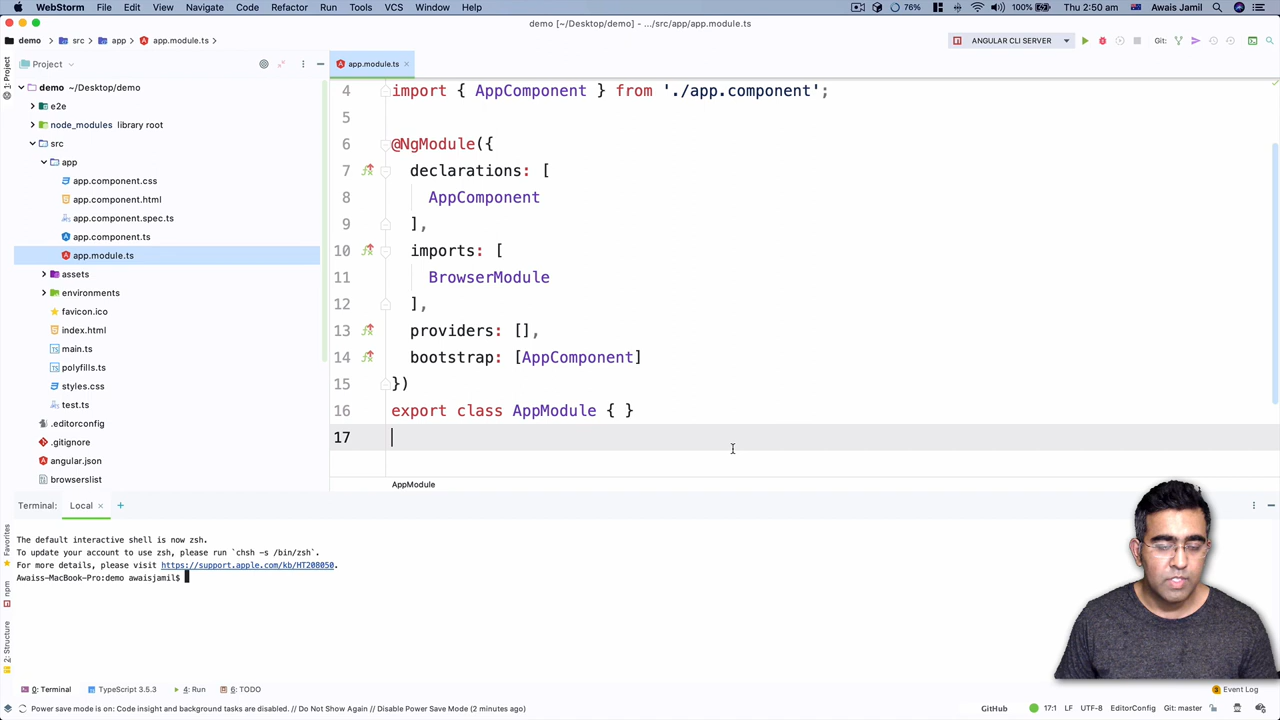 WebStorm File Edit View Navigate Code Refactor Run Tools VCS Window Help 76% 100% Thu 2:50 am Awais Jamil
demo [~/Desktop/demo] - .../src/app/app.module.ts
demo src app app.module.ts
ANGULAR CLI SERVER Git:
1: Project
Project
app.module.ts
demo ~/Desktop/demo
e2e
node_modules library root
src
app
app.component.css
app.component.html
app.component.spec.ts
app.component.ts
app.module.ts
assets
environments
favicon.ico
index.html
main.ts
polyfills.ts
styles.css
test.ts
.editorconfig
.gitignore
angular.json
browserslist
4 import { AppComponent } from './app.component';
5
6 @NgModule({
7 declarations: [
8 AppComponent
9 ],
10 imports: [
11 BrowserModule
12 ],
13 providers: [],
14 bootstrap: [AppComponent]
15 })
16 export class AppModule { }
17
AppModule
Terminal: Local +
The default interactive shell is now zsh.
To update your account to use zsh, please run `chsh -s /bin/zsh`.
For more details, please visit https://support.apple.com/kb/HT208050.
Awaiss-MacBook-Pro:demo awaisjamil$
Favorites
npm
Z: Structure
0: Terminal TypeScript 3.5.3 4: Run 6: TODO
3 Event Log
Power save mode is on: Code insight and background tasks are disabled. // Do Not Show Again // Disable Power Save Mode (2 minutes ago)
GitHub 17:1 LF UTF-8 EditorConfig Git: master